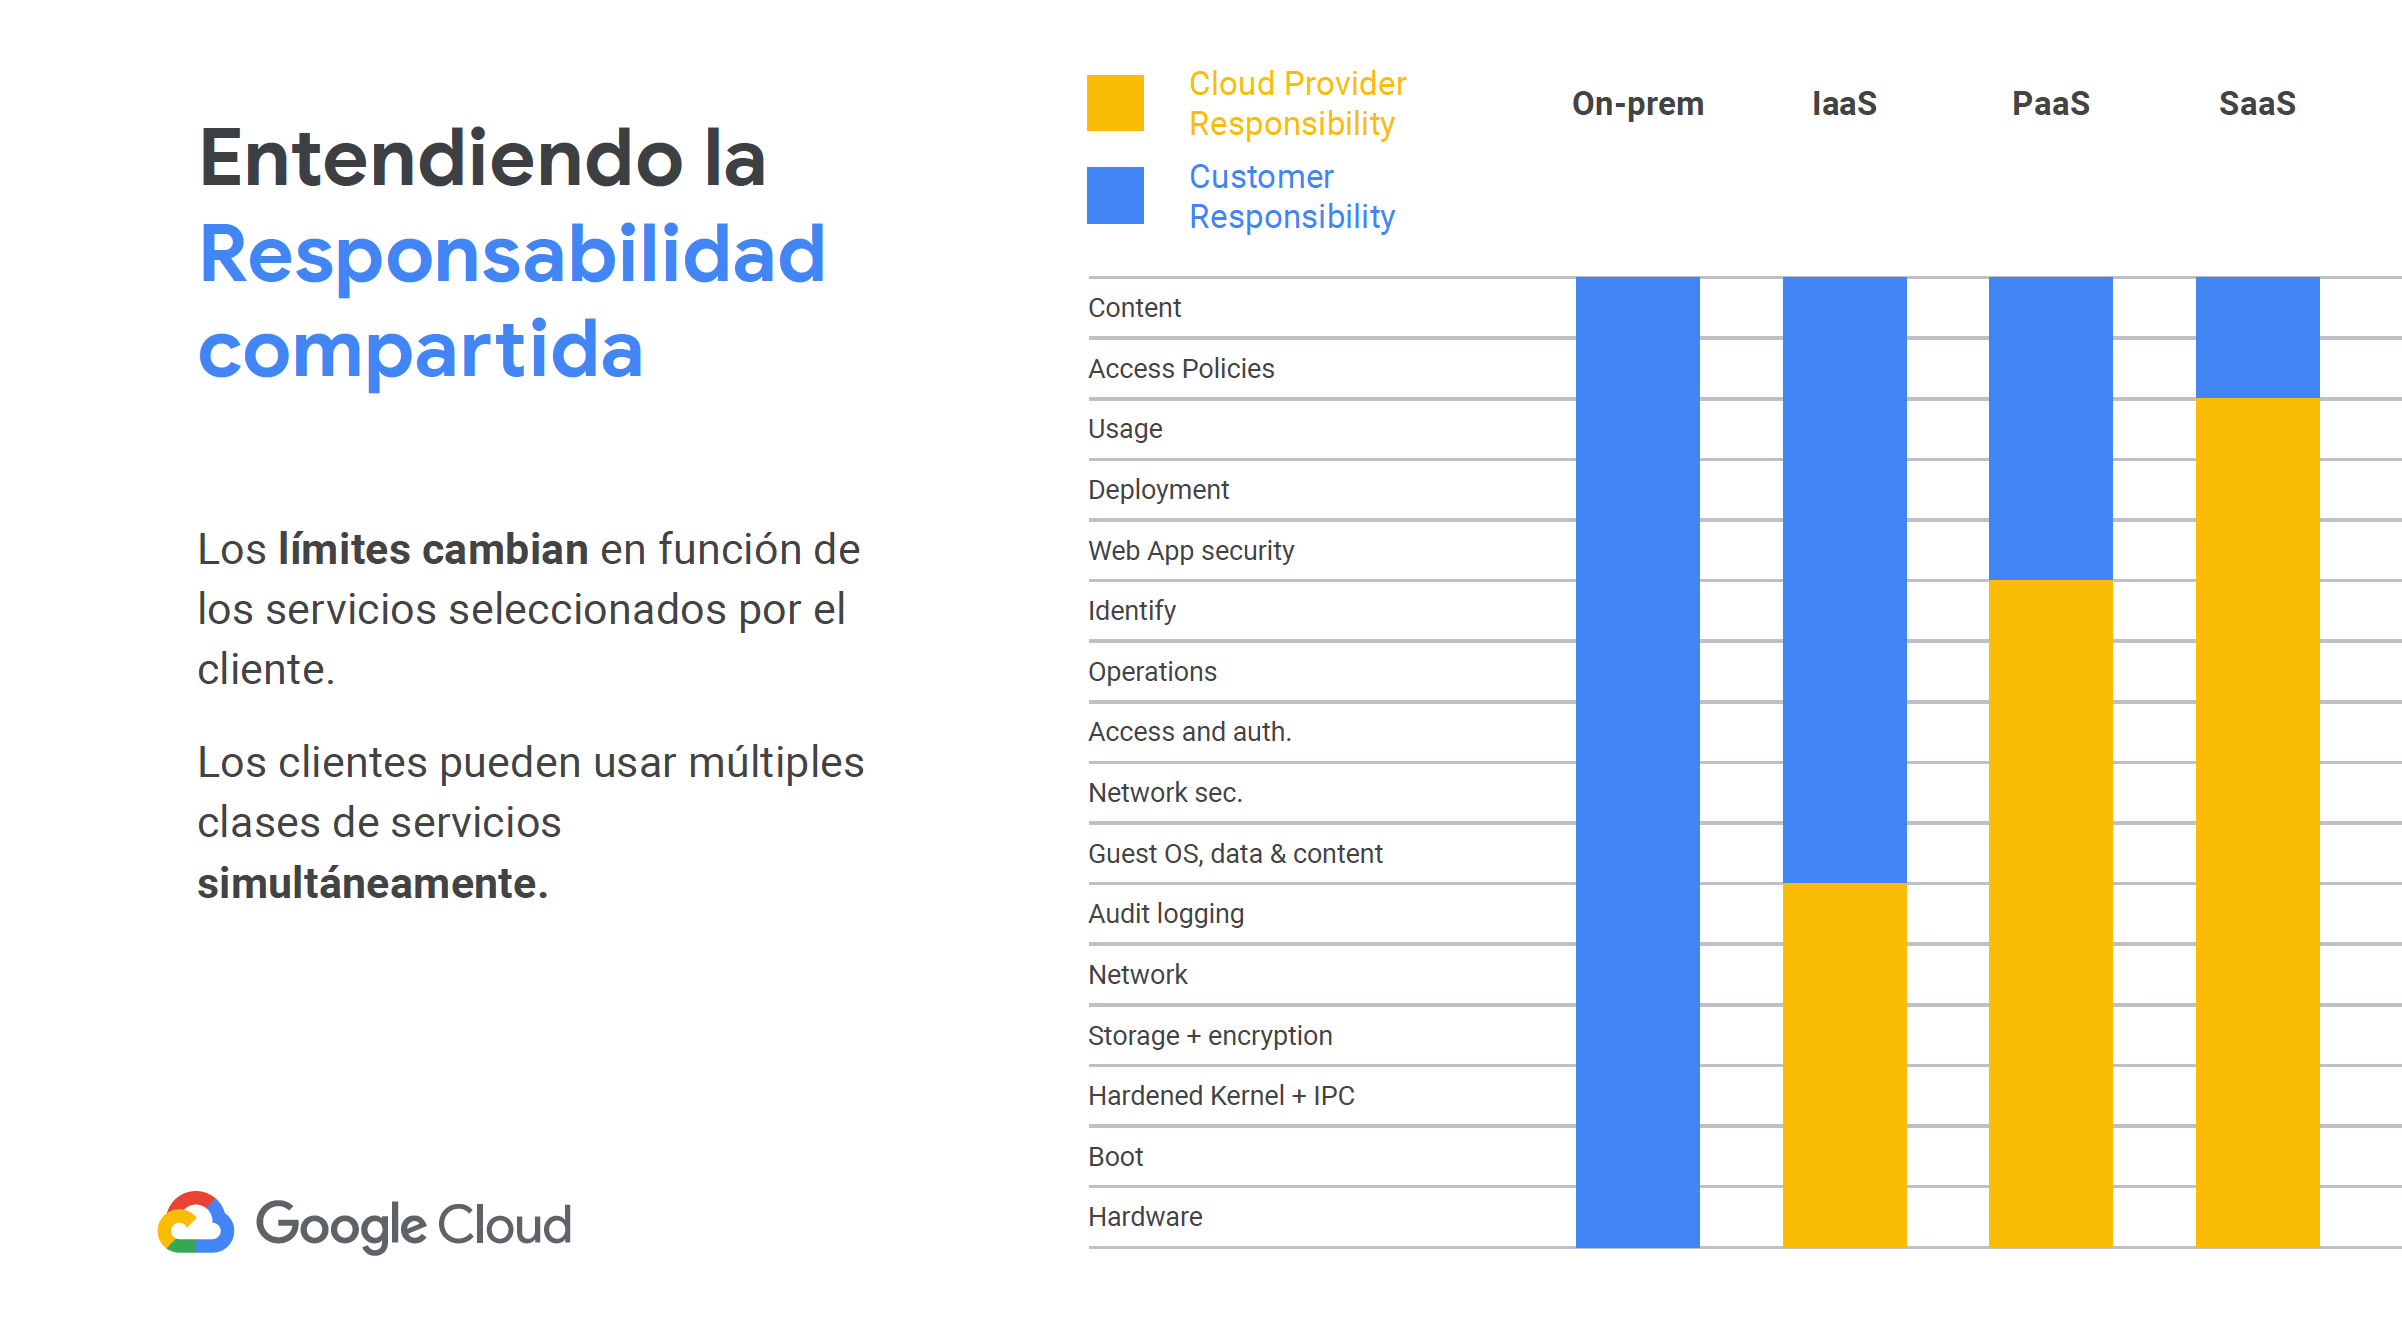 Entendiendo la
Responsabilidad
compartida
Los límites cambian en función de
los servicios seleccionados por el
cliente.
Los clientes pueden usar múltiples
clases de servicios
simultáneamente.
Google Cloud
Cloud Provider
Responsibility
Customer
Responsibility
On-prem IaaS PaaS SaaS
Content
Access Policies
Usage
Deployment
Web App security
Identify
Operations
Access and auth.
Network sec.
Guest OS, data & content
Audit logging
Network
Storage + encryption
Hardened Kernel + IPC
Boot
Hardware